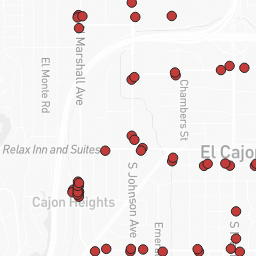 Marshall Ave
El Monte Rd
Chambers St
Relax Inn and Suites
El Cajon
S Johnson Ave
Cajon Heights